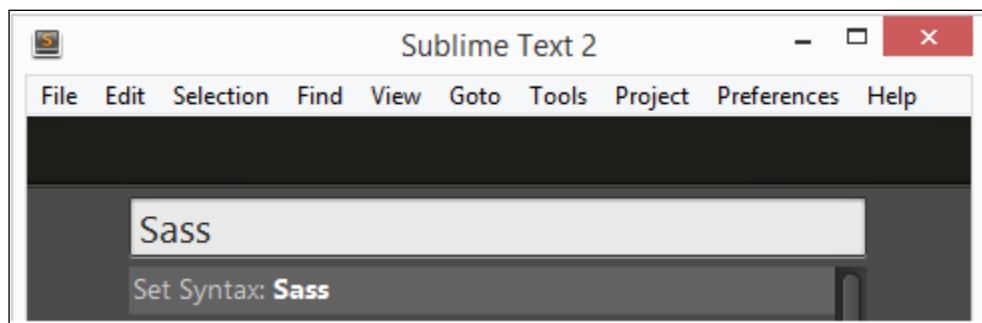 Sublime Text 2
File Edit Selection Find View Goto Tools Project Preferences Help
Sass
Set Syntax: Sass